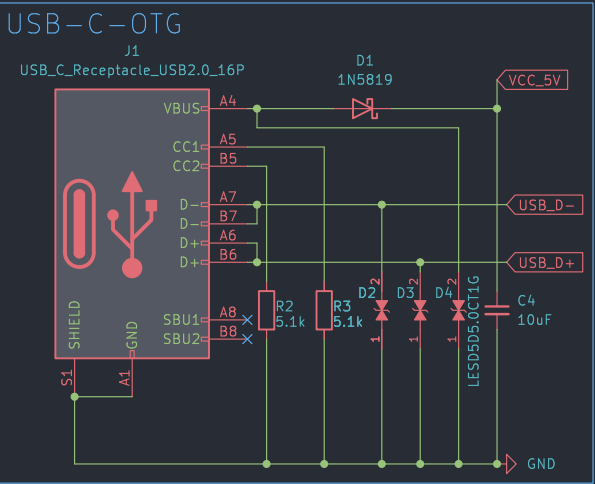 USB-C-OTG
J1
USB_C_Receptacle_USB2.0_16P
D1
1N5819
VCC_5V
VBUS
A4
CC1
A5
CC2
B5
D-
A7
D-
B7
D+
A6
D+
B6
USB_D-
USB_D+
SBU1
A8
SBU2
B8
SHIELD
GND
S1
A1
R2
5.1k
R3
5.1k
D2
2
1
D3
2
1
D4
2
1
LESD5D5.0CT1G
C4
10uF
GND